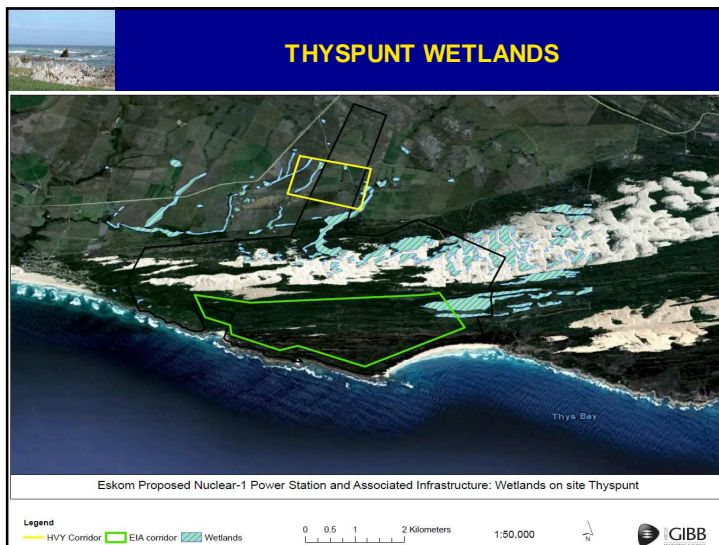 THYSPUNT WETLANDS
Thys Bay
Eskom Proposed Nuclear-1 Power Station and Associated Infrastructure: Wetlands on site Thyspunt
Legend
HVY Corridor EIA corridor Wetlands
0 0.5 1 2 Kilometers
1:50,000
N
GIBB